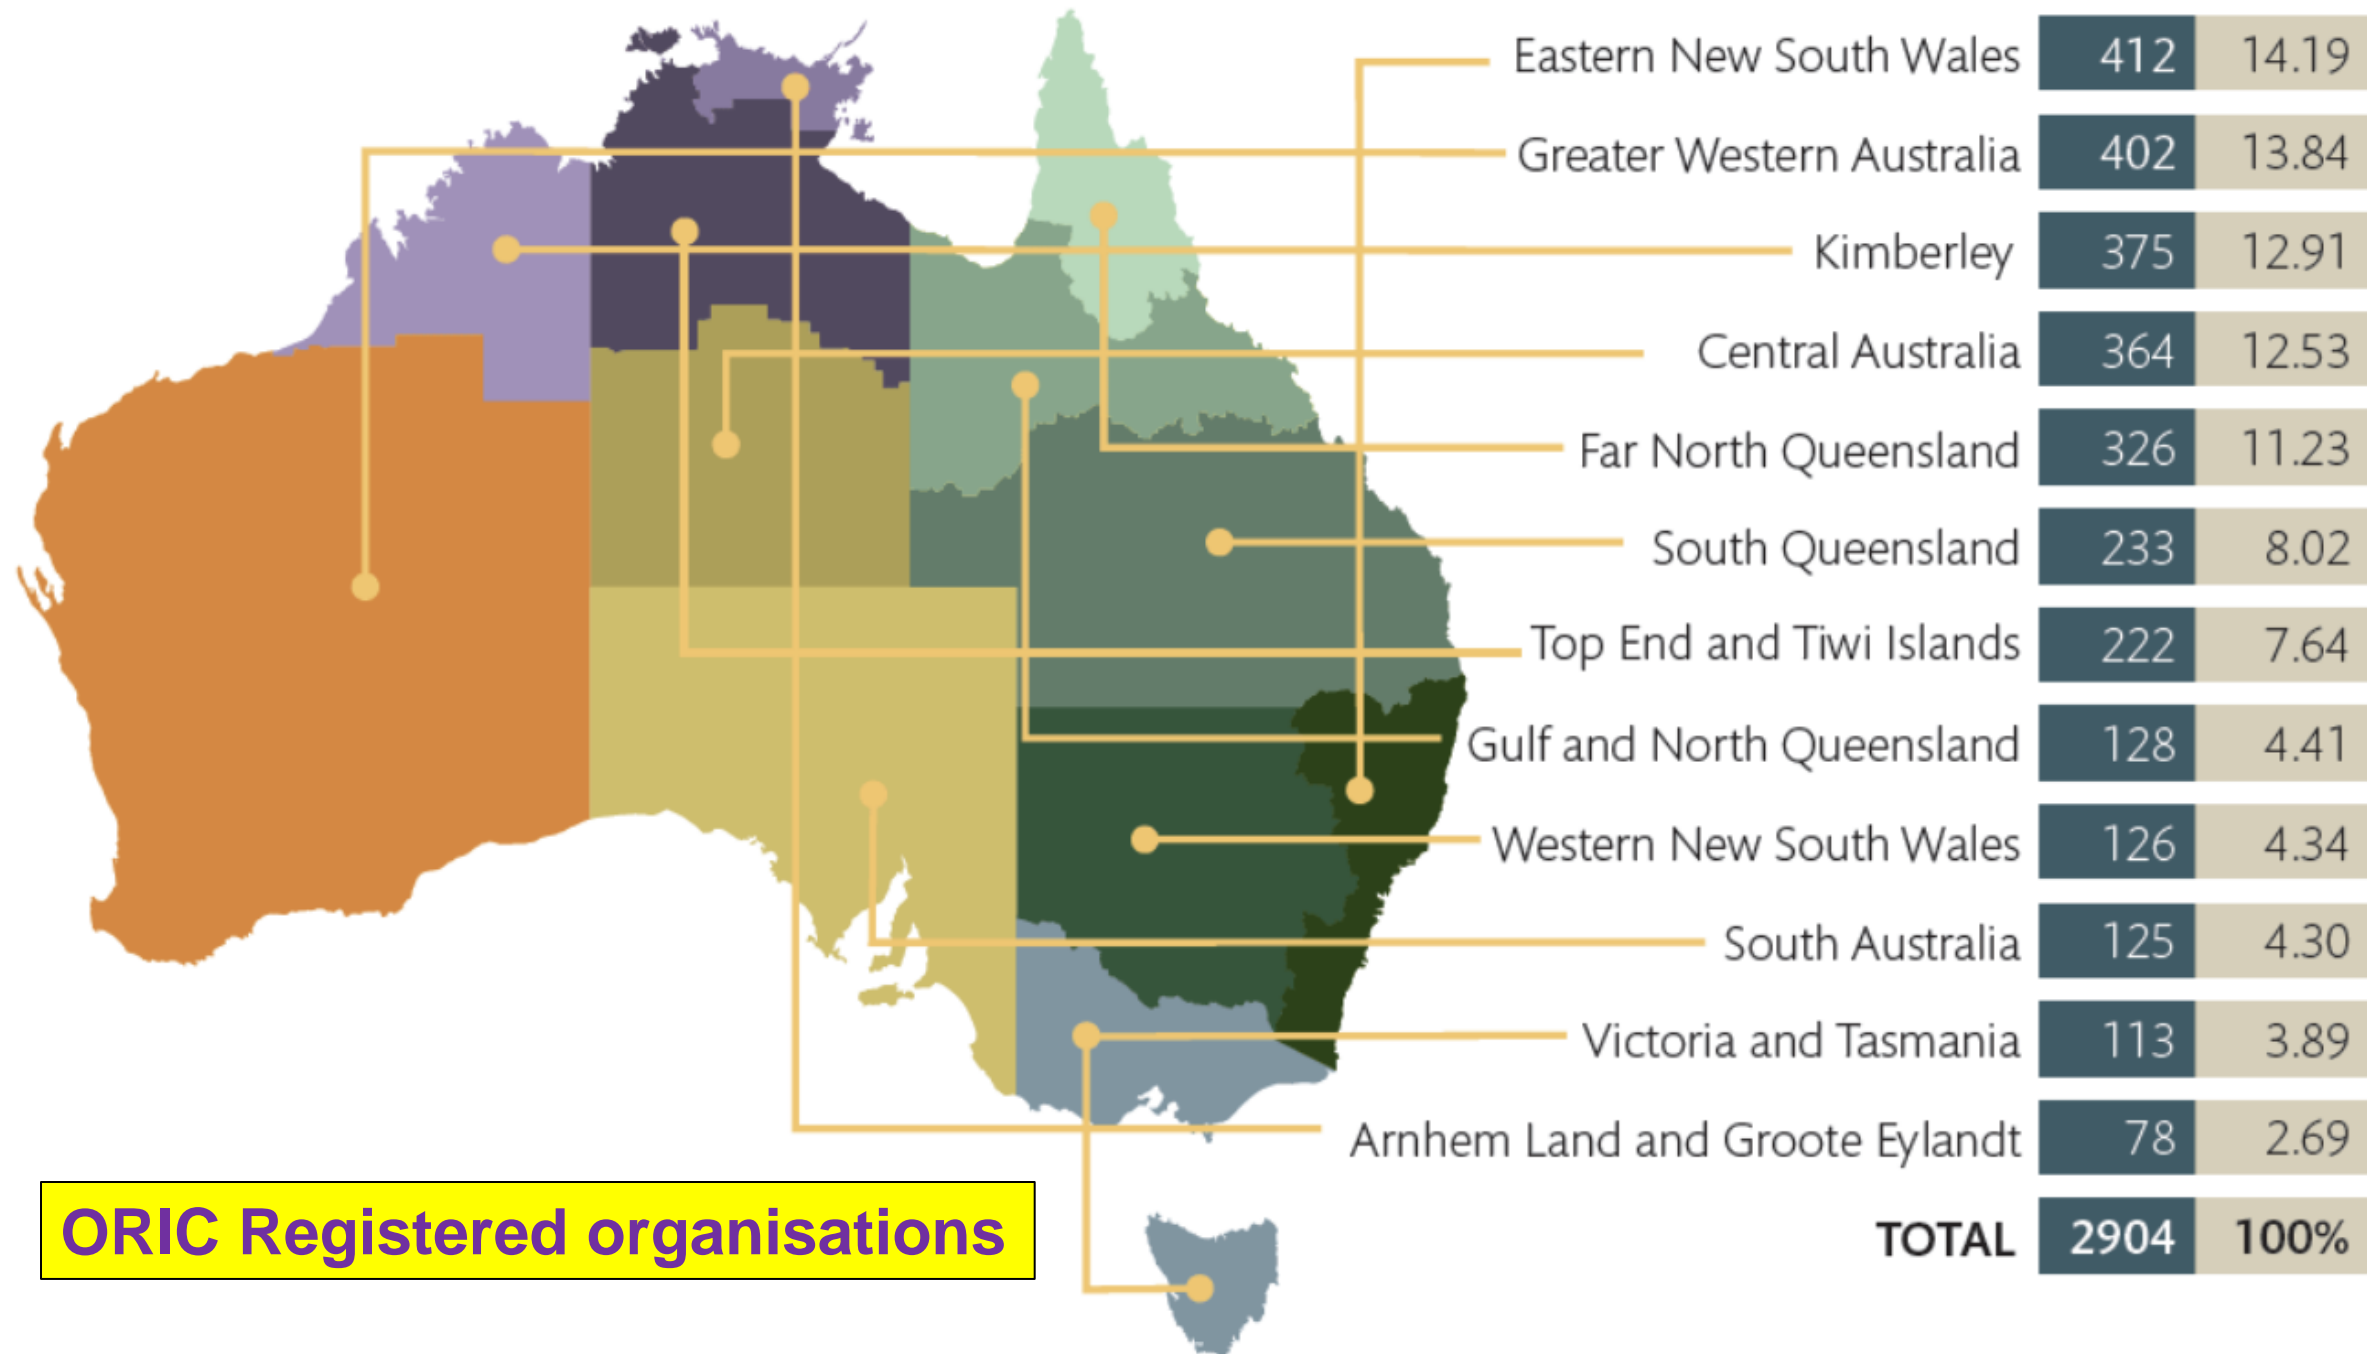 Eastern New South Wales 412 14.19
Greater Western Australia 402 13.84
Kimberley 375 12.91
Central Australia 364 12.53
Far North Queensland 326 11.23
South Queensland 233 8.02
Top End and Tiwi Islands 222 7.64
Gulf and North Queensland 128 4.41
Western New South Wales 126 4.34
South Australia 125 4.30
Victoria and Tasmania 113 3.89
Arnhem Land and Groote Eylandt 78 2.69
TOTAL 2904 100%
ORIC Registered organisations